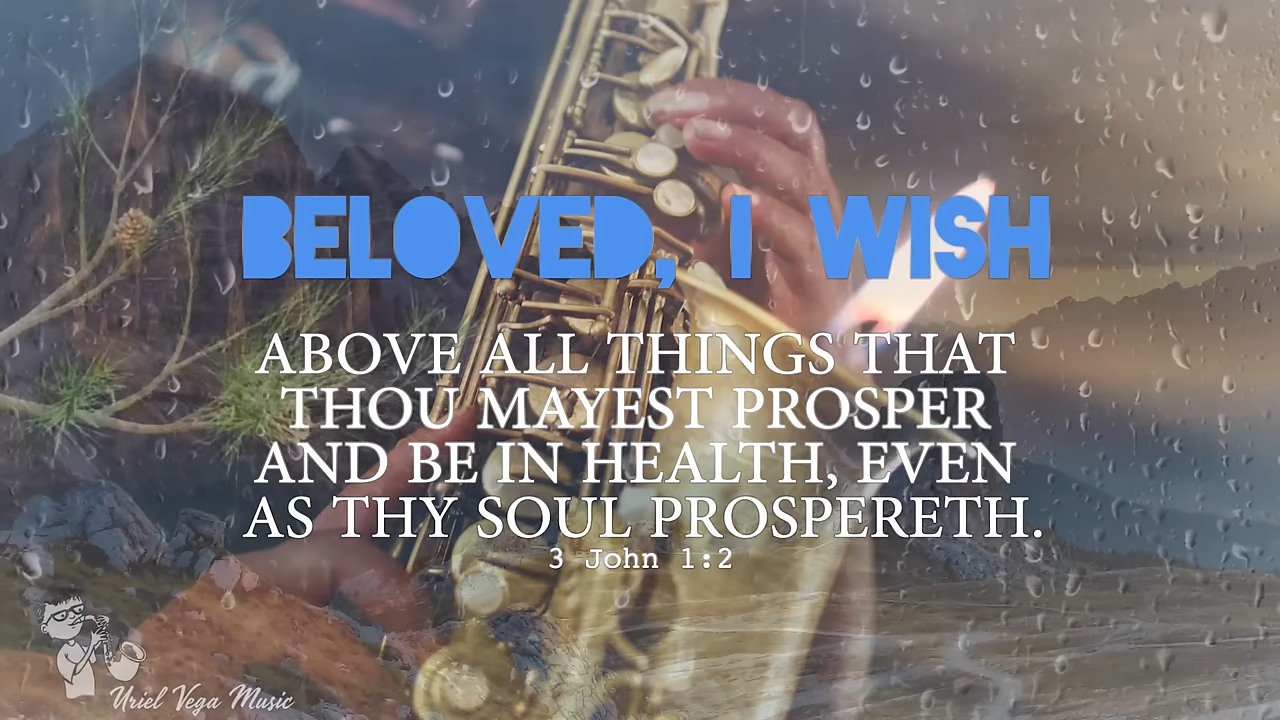 BELOVED, I WISH
ABOVE ALL THINGS THAT
THOU MAYEST PROSPER
AND BE IN HEALTH, EVEN
AS THY SOUL PROSPERETH.
3 John 1:2
Uriel Vega Music